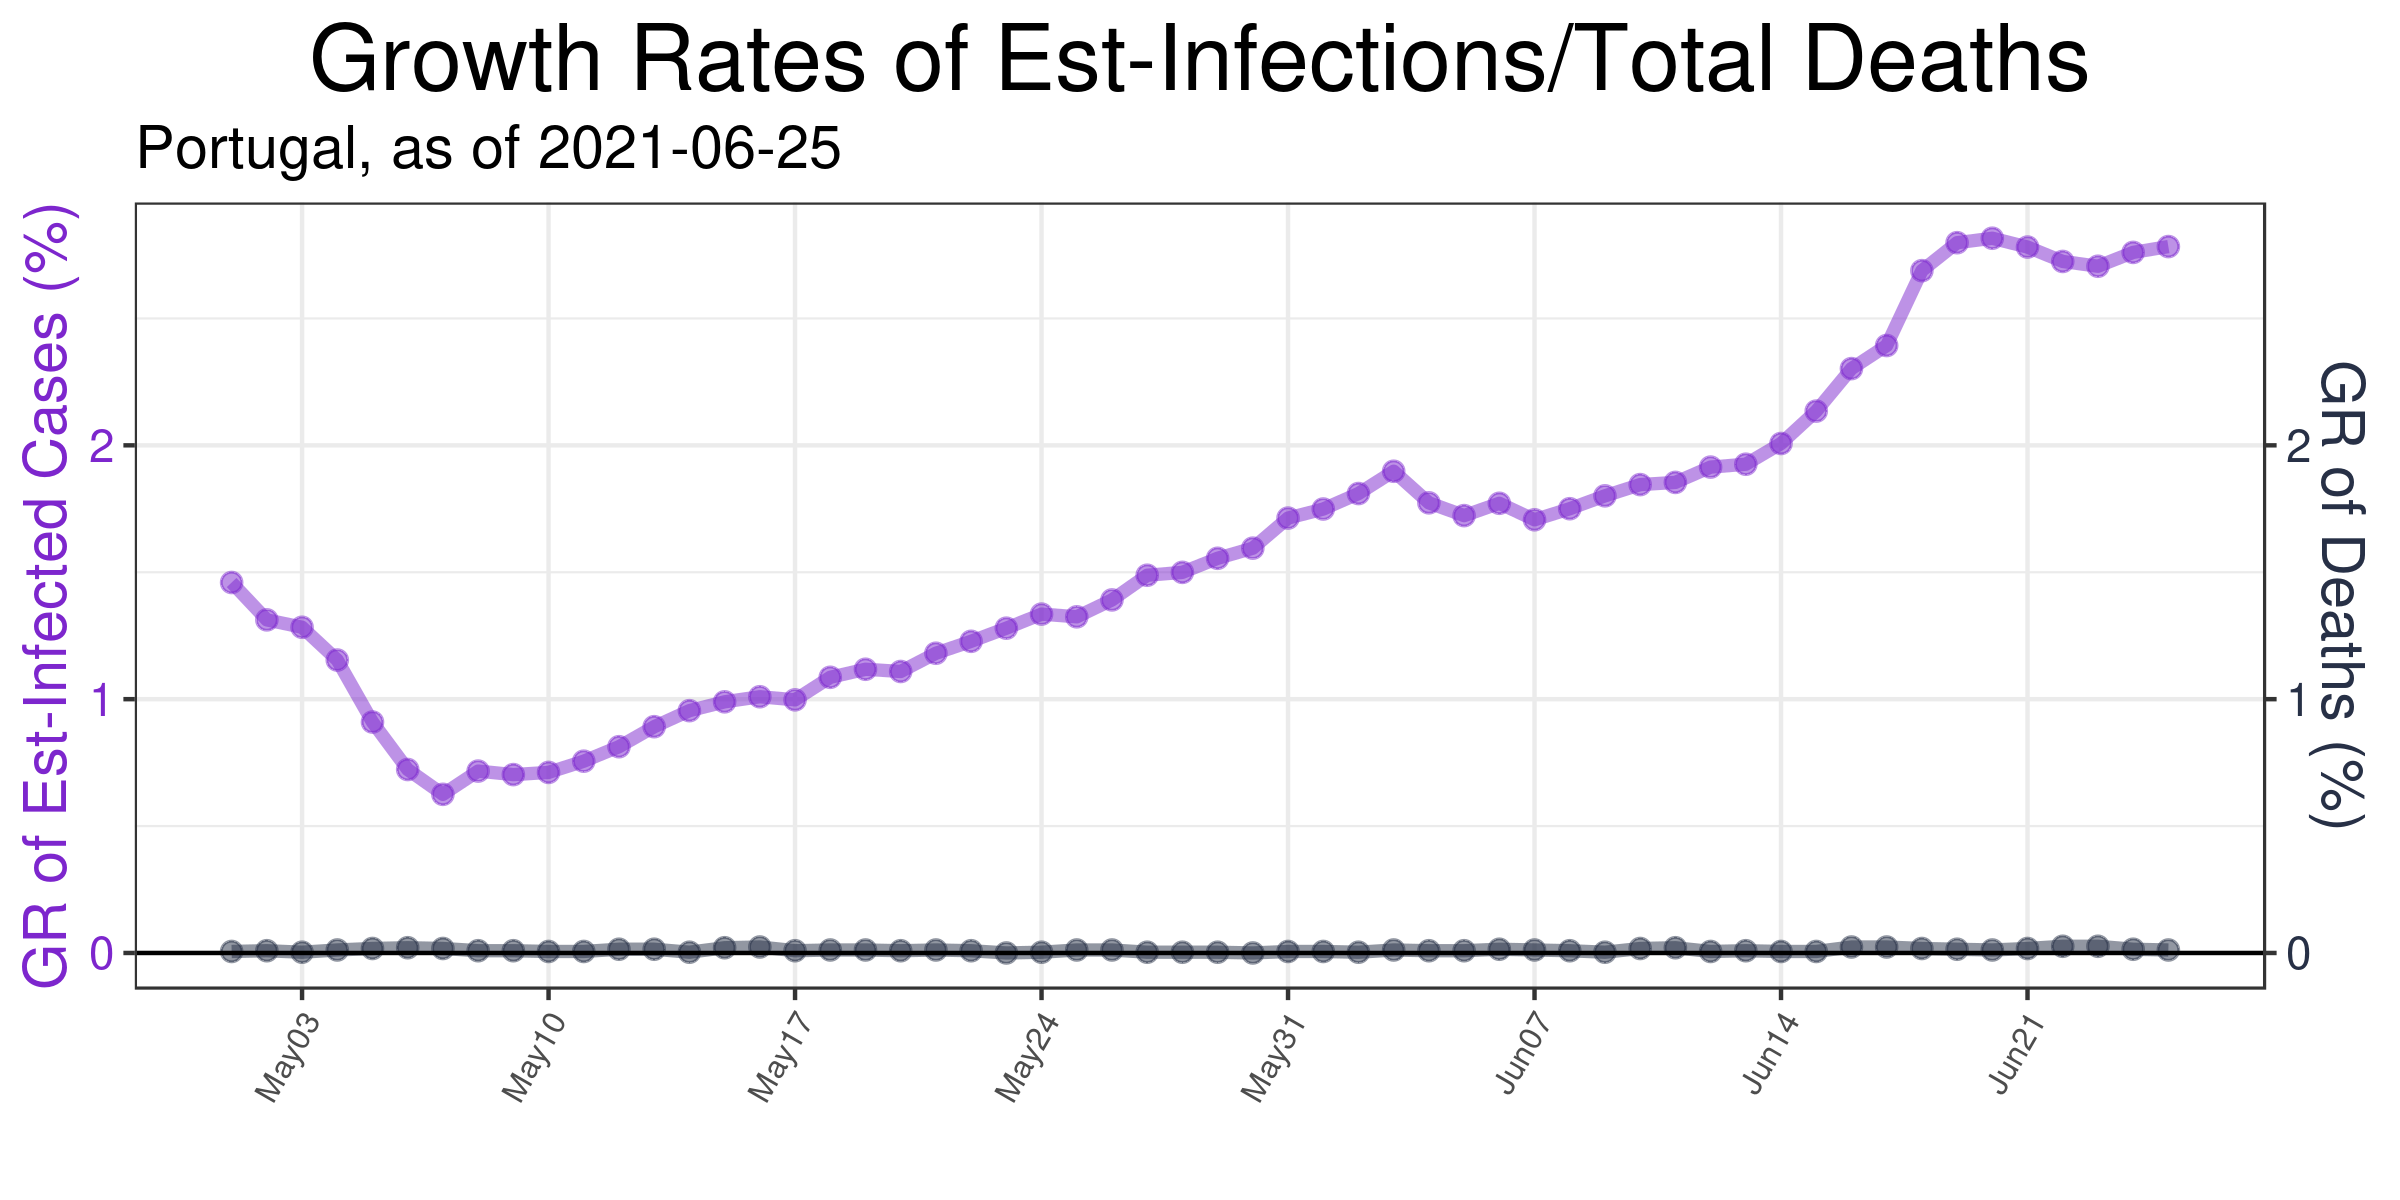 Growth Rates of Est-Infections/Total Deaths
Portugal, as of 2021-06-25
GR of Est-Infected Cases (%)
2
1
0
GR of Deaths (%)
2
1
0
May03
May10
May17
May24
May31
Jun07
Jun14
Jun21